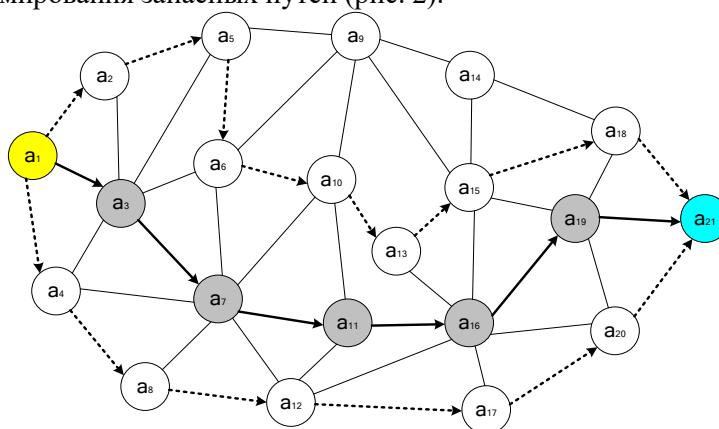 мирования запасных путей (рис. 2).
a5
a9
a2
a14
a18
a1
a6
a10
a15
a3
a19
a21
a13
a4
a7
a11
a16
a20
a8
a12
a17